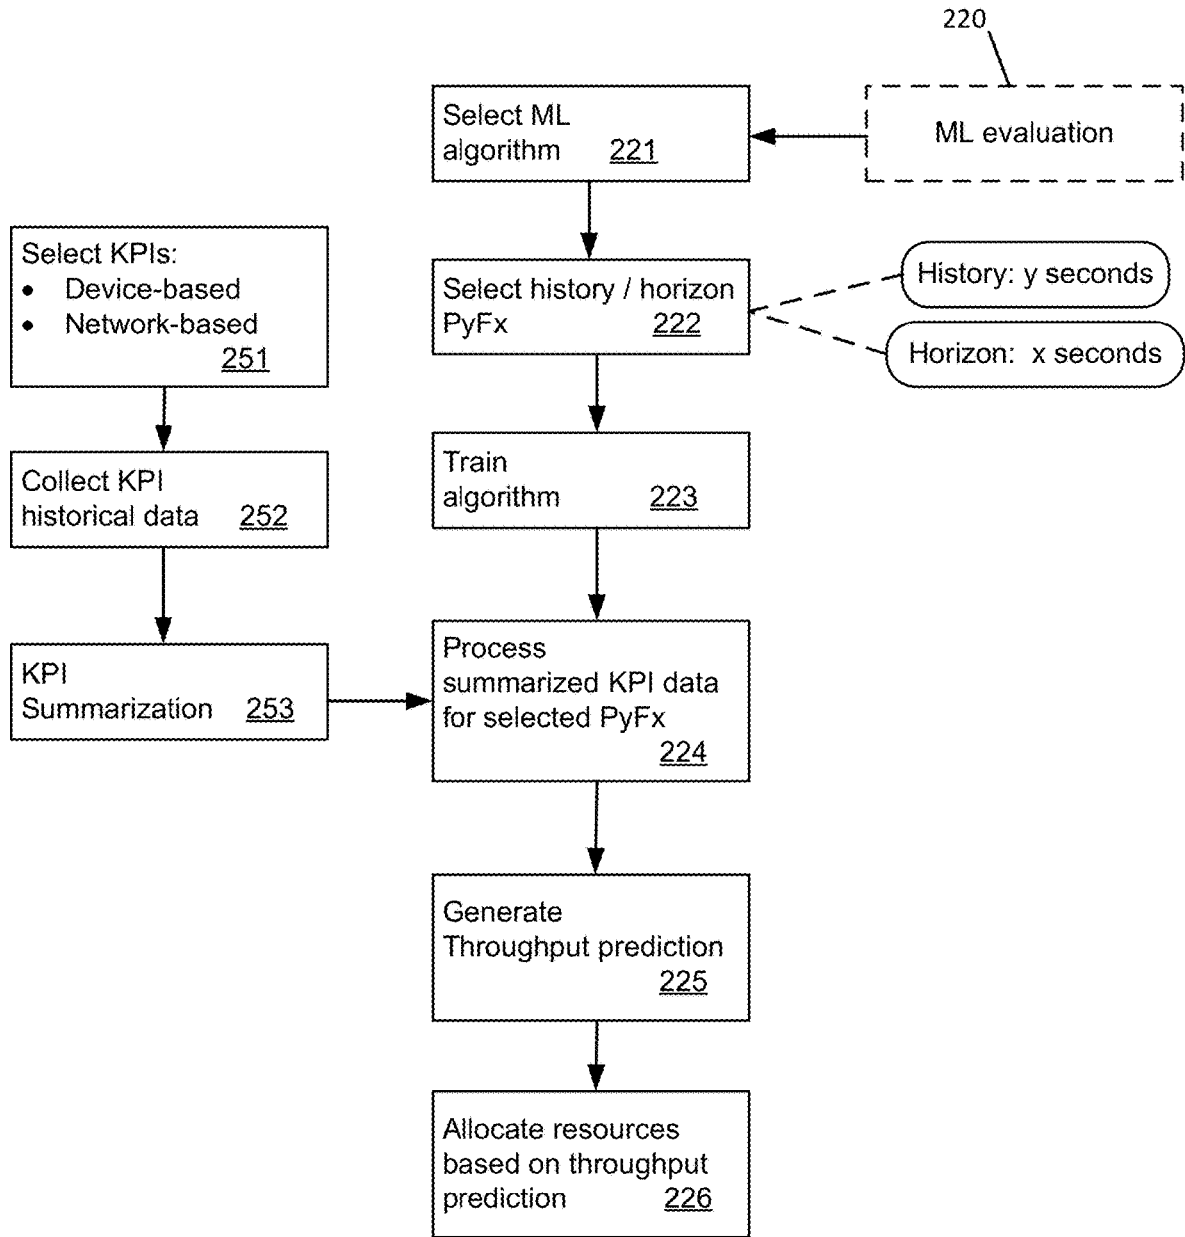 220
Select ML
algorithm 221
ML evaluation
Select KPIs:
• Device-based
• Network-based
251
Select history / horizon
PyFx 222
History: y seconds
Horizon: x seconds
Collect KPI
historical data 252
Train
algorithm 223
KPI
Summarization 253
Process
summarized KPI data
for selected PyFx
224
Generate
Throughput prediction
225
Allocate resources
based on throughput
prediction 226